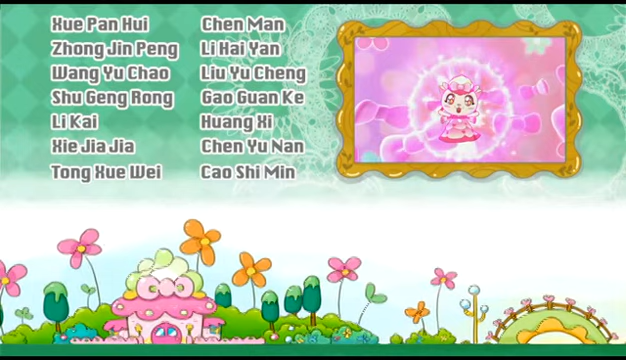 Xue Pan Hui Chen Man
Zhong Jin Peng Li Hai Yan
Wang Yu Chao Liu Yu Cheng
Shu Geng Rong Gao Guan Ke
Li Kai Huang Xi
Xie Jia Jia Chen Yu Nan
Tong Xue Wei Cao Shi Min